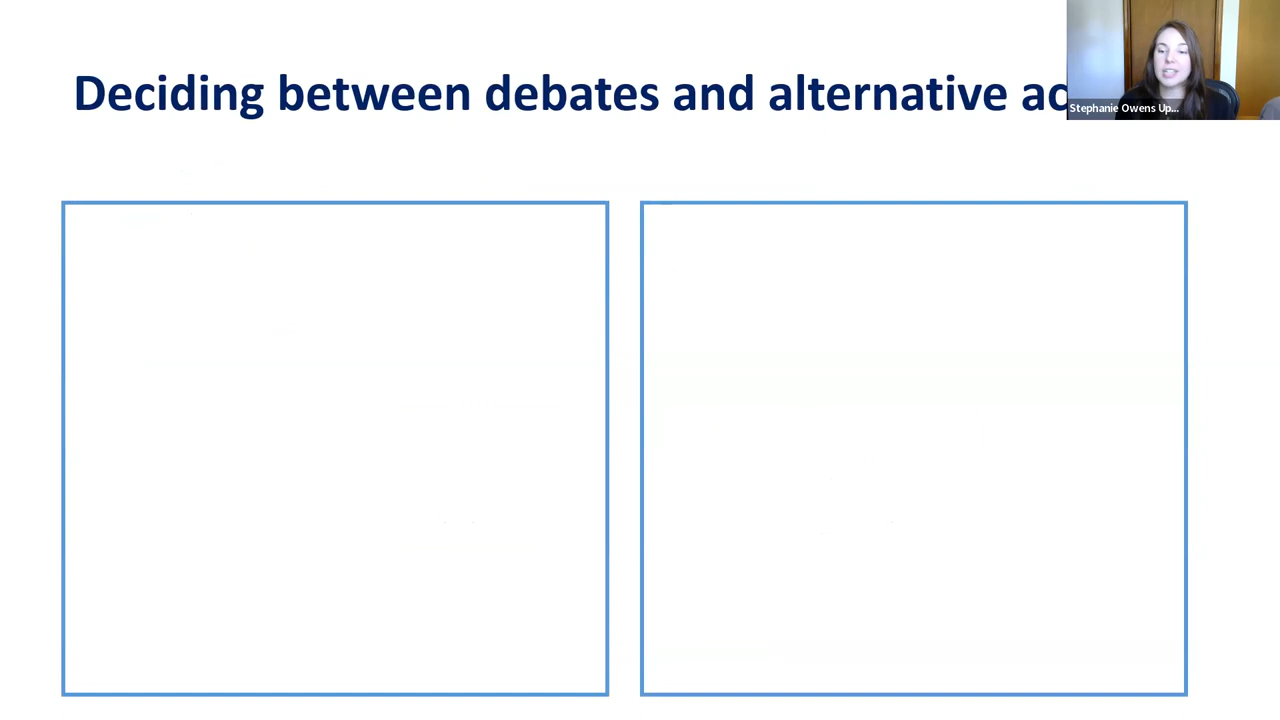 Deciding between debates and alternative ac
Stephanie Owens Up...